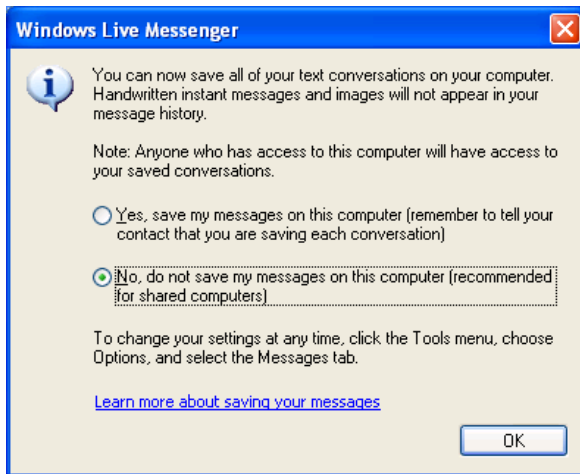 Windows Live Messenger
You can now save all of your text conversations on your computer.
Handwritten instant messages and images will not appear in your
message history.
Note: Anyone who has access to this computer will have access to
your saved conversations.
Yes, save my messages on this computer (remember to tell your
contact that you are saving each conversation)
No, do not save my messages on this computer (recommended
for shared computers)
To change your settings at any time, click the Tools menu, choose
Options, and select the Messages tab.
Learn more about saving your messages
OK